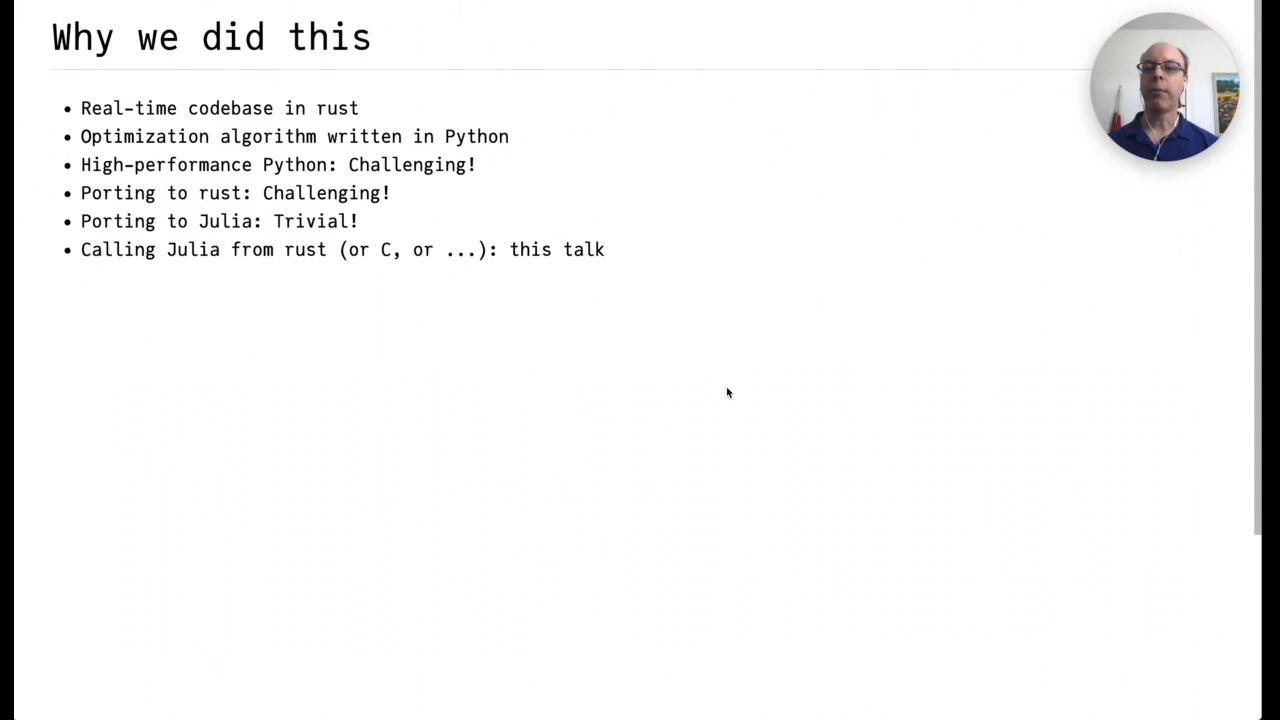 Why we did this
• Real-time codebase in rust
• Optimization algorithm written in Python
• High-performance Python: Challenging!
• Porting to rust: Challenging!
• Porting to Julia: Trivial!
• Calling Julia from rust (or C, or ...): this talk